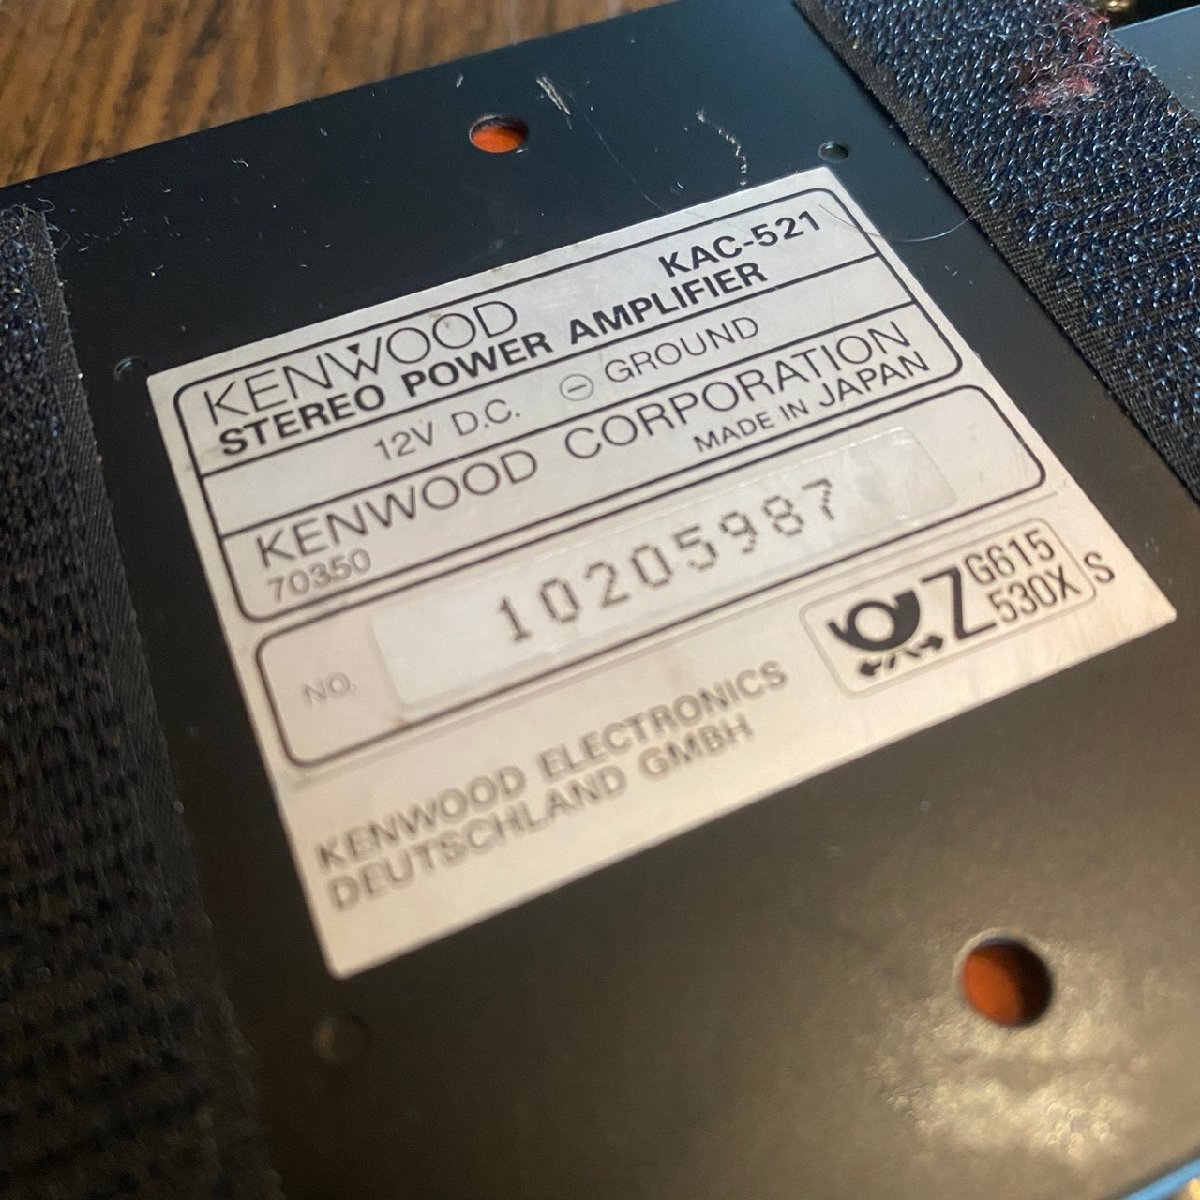 KENWOOD KAC-521
STEREO POWER AMPLIFIER
12V D.C. ⊖ GROUND
KENWOOD CORPORATION
70350 MADE IN JAPAN
NO. 10205987
Z G615 530X S
KENWOOD ELECTRONICS
DEUTSCHLAND GMBH